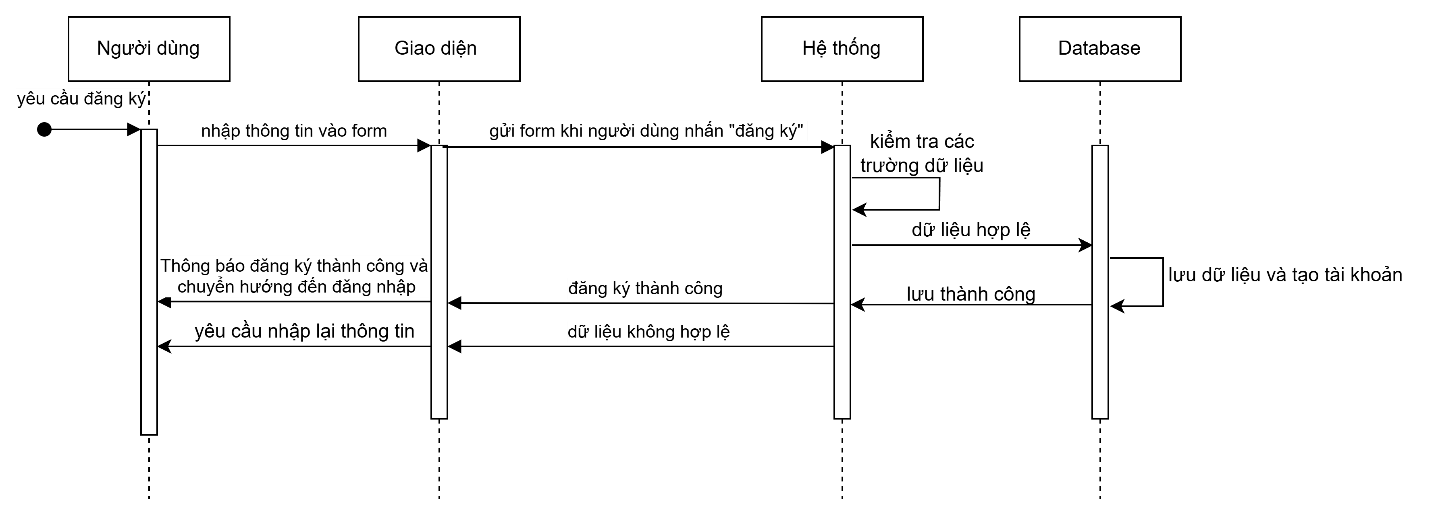 Người dùng
Giao diện
Hệ thống
Database
yêu cầu đăng ký
nhập thông tin vào form
gửi form khi người dùng nhấn "đăng ký"
kiểm tra các
trường dữ liệu
dữ liệu hợp lệ
lưu dữ liệu và tạo tài khoản
Thông báo đăng ký thành công và
chuyển hướng đến đăng nhập
đăng ký thành công
lưu thành công
yêu cầu nhập lại thông tin
dữ liệu không hợp lệ